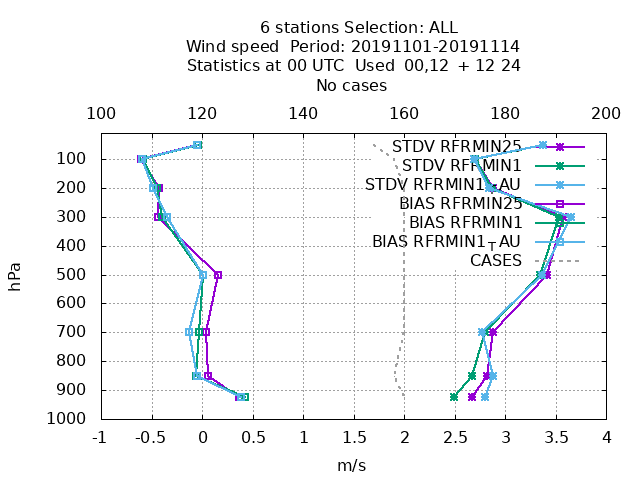 6 stations Selection: ALL
Wind speed  Period: 20191101-20191114
Statistics at 00 UTC  Used  00,12  + 12 24
No cases
100 120 140 160 180 200
STDV RFRMIN25
100
STDV RFRMIN1
STDV RFRMIN1TAU
200
BIAS RFRMIN25
300
BIAS RFRMIN1
400
BIAS RFRMIN1TAU
CASES
hPa
500
600
700
800
900
1000
-1 -0.5 0 0.5 1 1.5 2 2.5 3 3.5 4
m/s